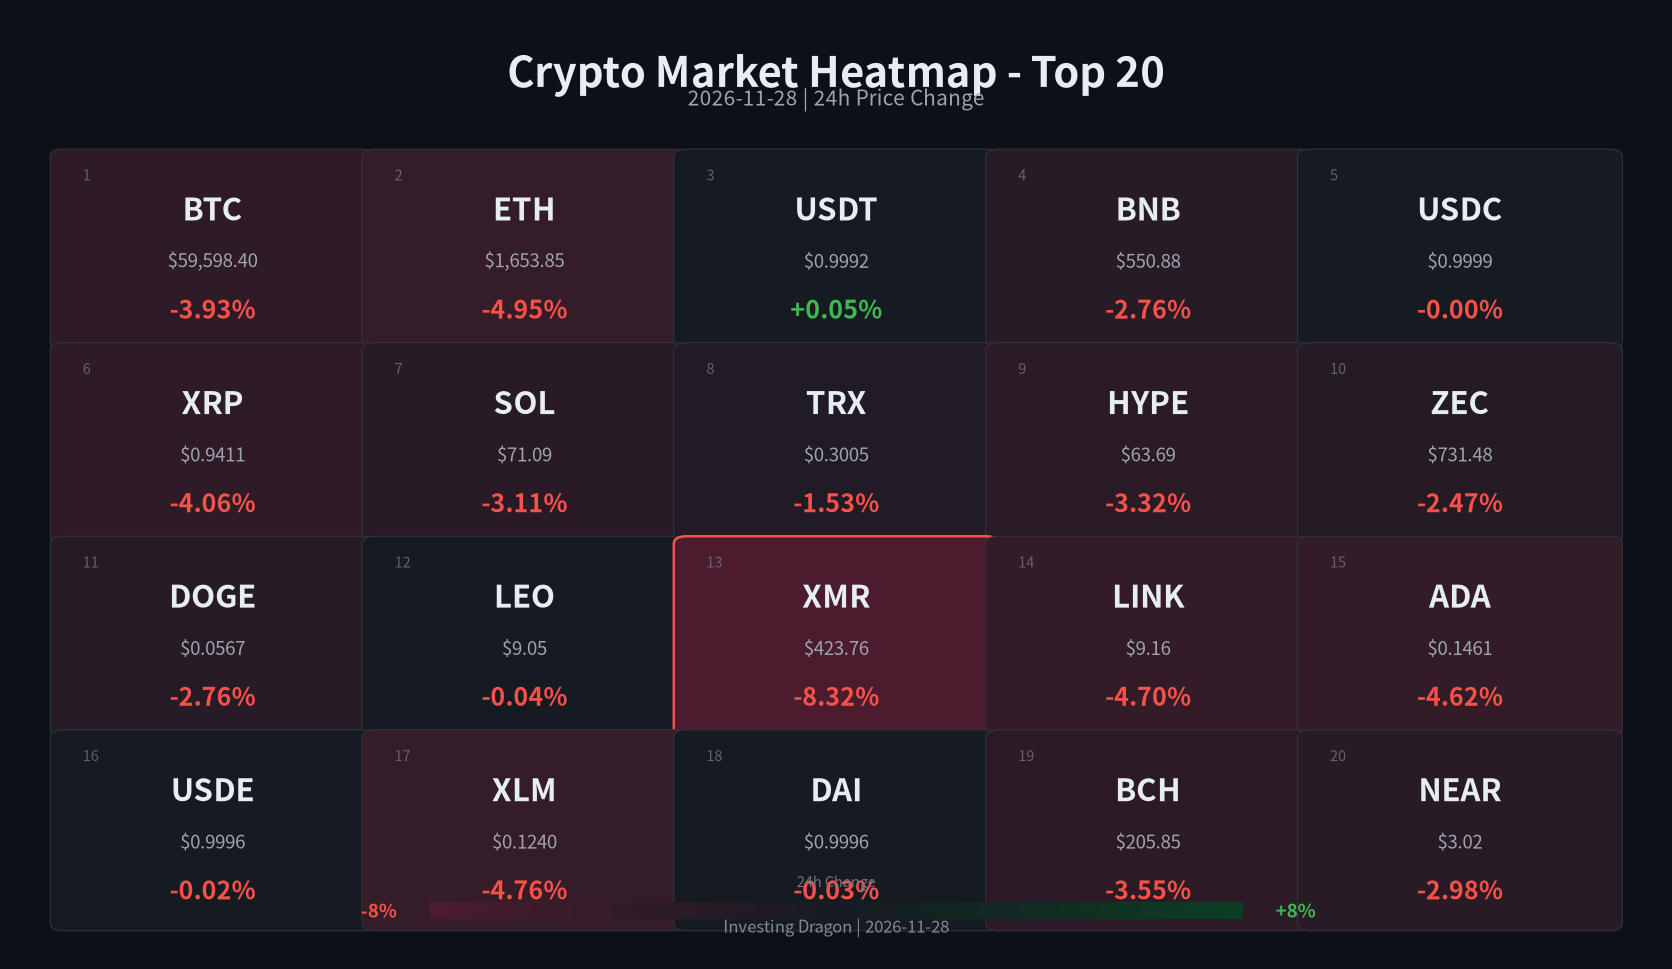 Crypto Market Heatmap - Top 20
2026-11-28 | 24h Price Change
1
BTC
$59,598.40
-3.93%
2
ETH
$1,653.85
-4.95%
3
USDT
$0.9992
+0.05%
4
BNB
$550.88
-2.76%
5
USDC
$0.9999
-0.00%
6
XRP
$0.9411
-4.06%
7
SOL
$71.09
-3.11%
8
TRX
$0.3005
-1.53%
9
HYPE
$63.69
-3.32%
10
ZEC
$731.48
-2.47%
11
DOGE
$0.0567
-2.76%
12
LEO
$9.05
-0.04%
13
XMR
$423.76
-8.32%
14
LINK
$9.16
-4.70%
15
ADA
$0.1461
-4.62%
16
USDE
$0.9996
-0.02%
17
XLM
$0.1240
-4.76%
18
DAI
$0.9996
-0.03%
19
BCH
$205.85
-3.55%
20
NEAR
$3.02
-2.98%
24h Change
-8%
+8%
Investing Dragon | 2026-11-28